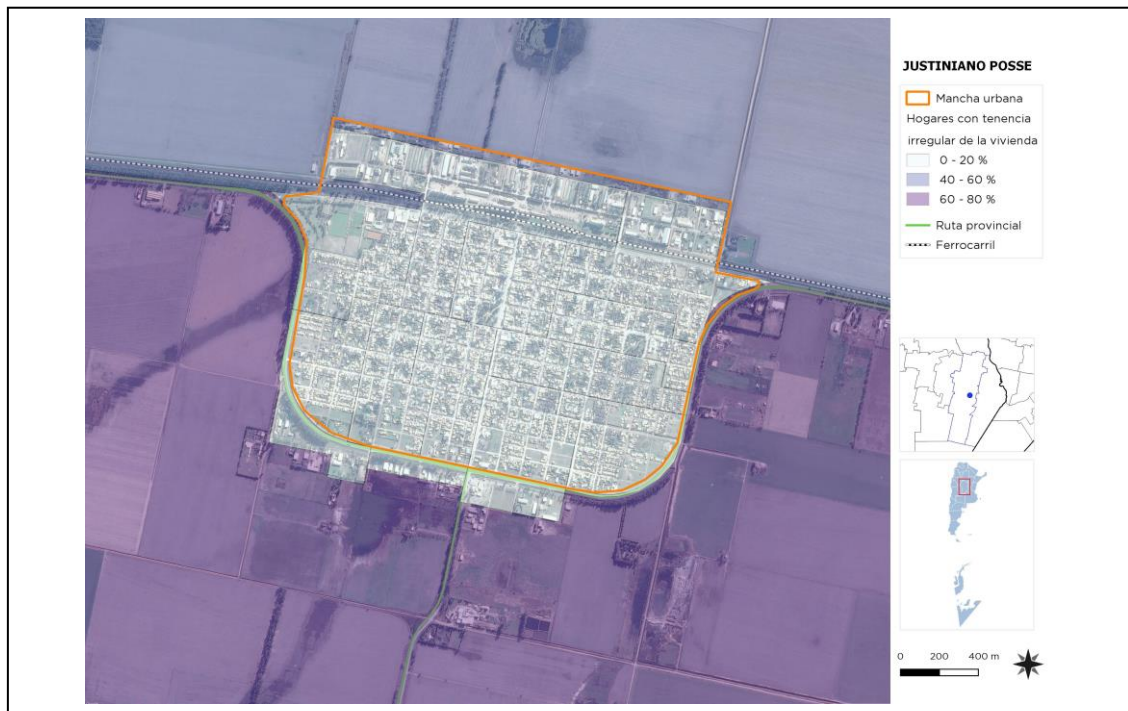 JUSTINIANO POSSE
Mancha urbana
Hogares con tenencia
irregular de la vivienda
0 - 20 %
40 - 60 %
60 - 80 %
Ruta provincial
Ferrocarril
0 200 400 m